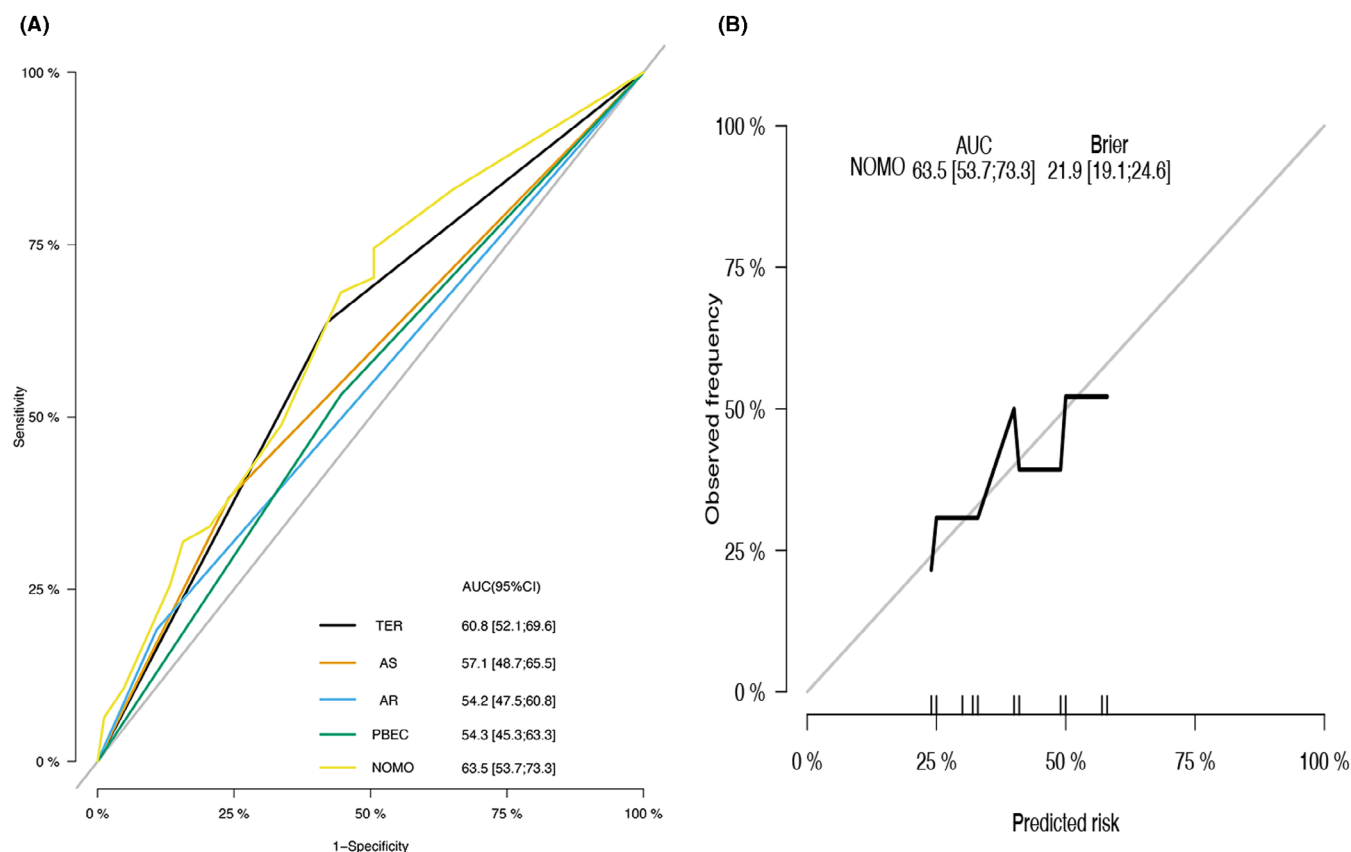 (A)
100 %
75 %
50 %
25 %
0 %
Sensitivity
AUC(95%CI)
TER 60.8 [52.1;69.6]
AS 57.1 [48.7;65.5]
AR 54.2 [47.5;60.8]
PBEC 54.3 [45.3;63.3]
NOMO 63.5 [53.7;73.3]
0 % 25 % 50 % 75 % 100 %
1−Specificity
(B)
100 %
75 %
50 %
25 %
0 %
Observed frequency
AUC Brier
NOMO 63.5 [53.7;73.3] 21.9 [19.1;24.6]
0 % 25 % 50 % 75 % 100 %
Predicted risk